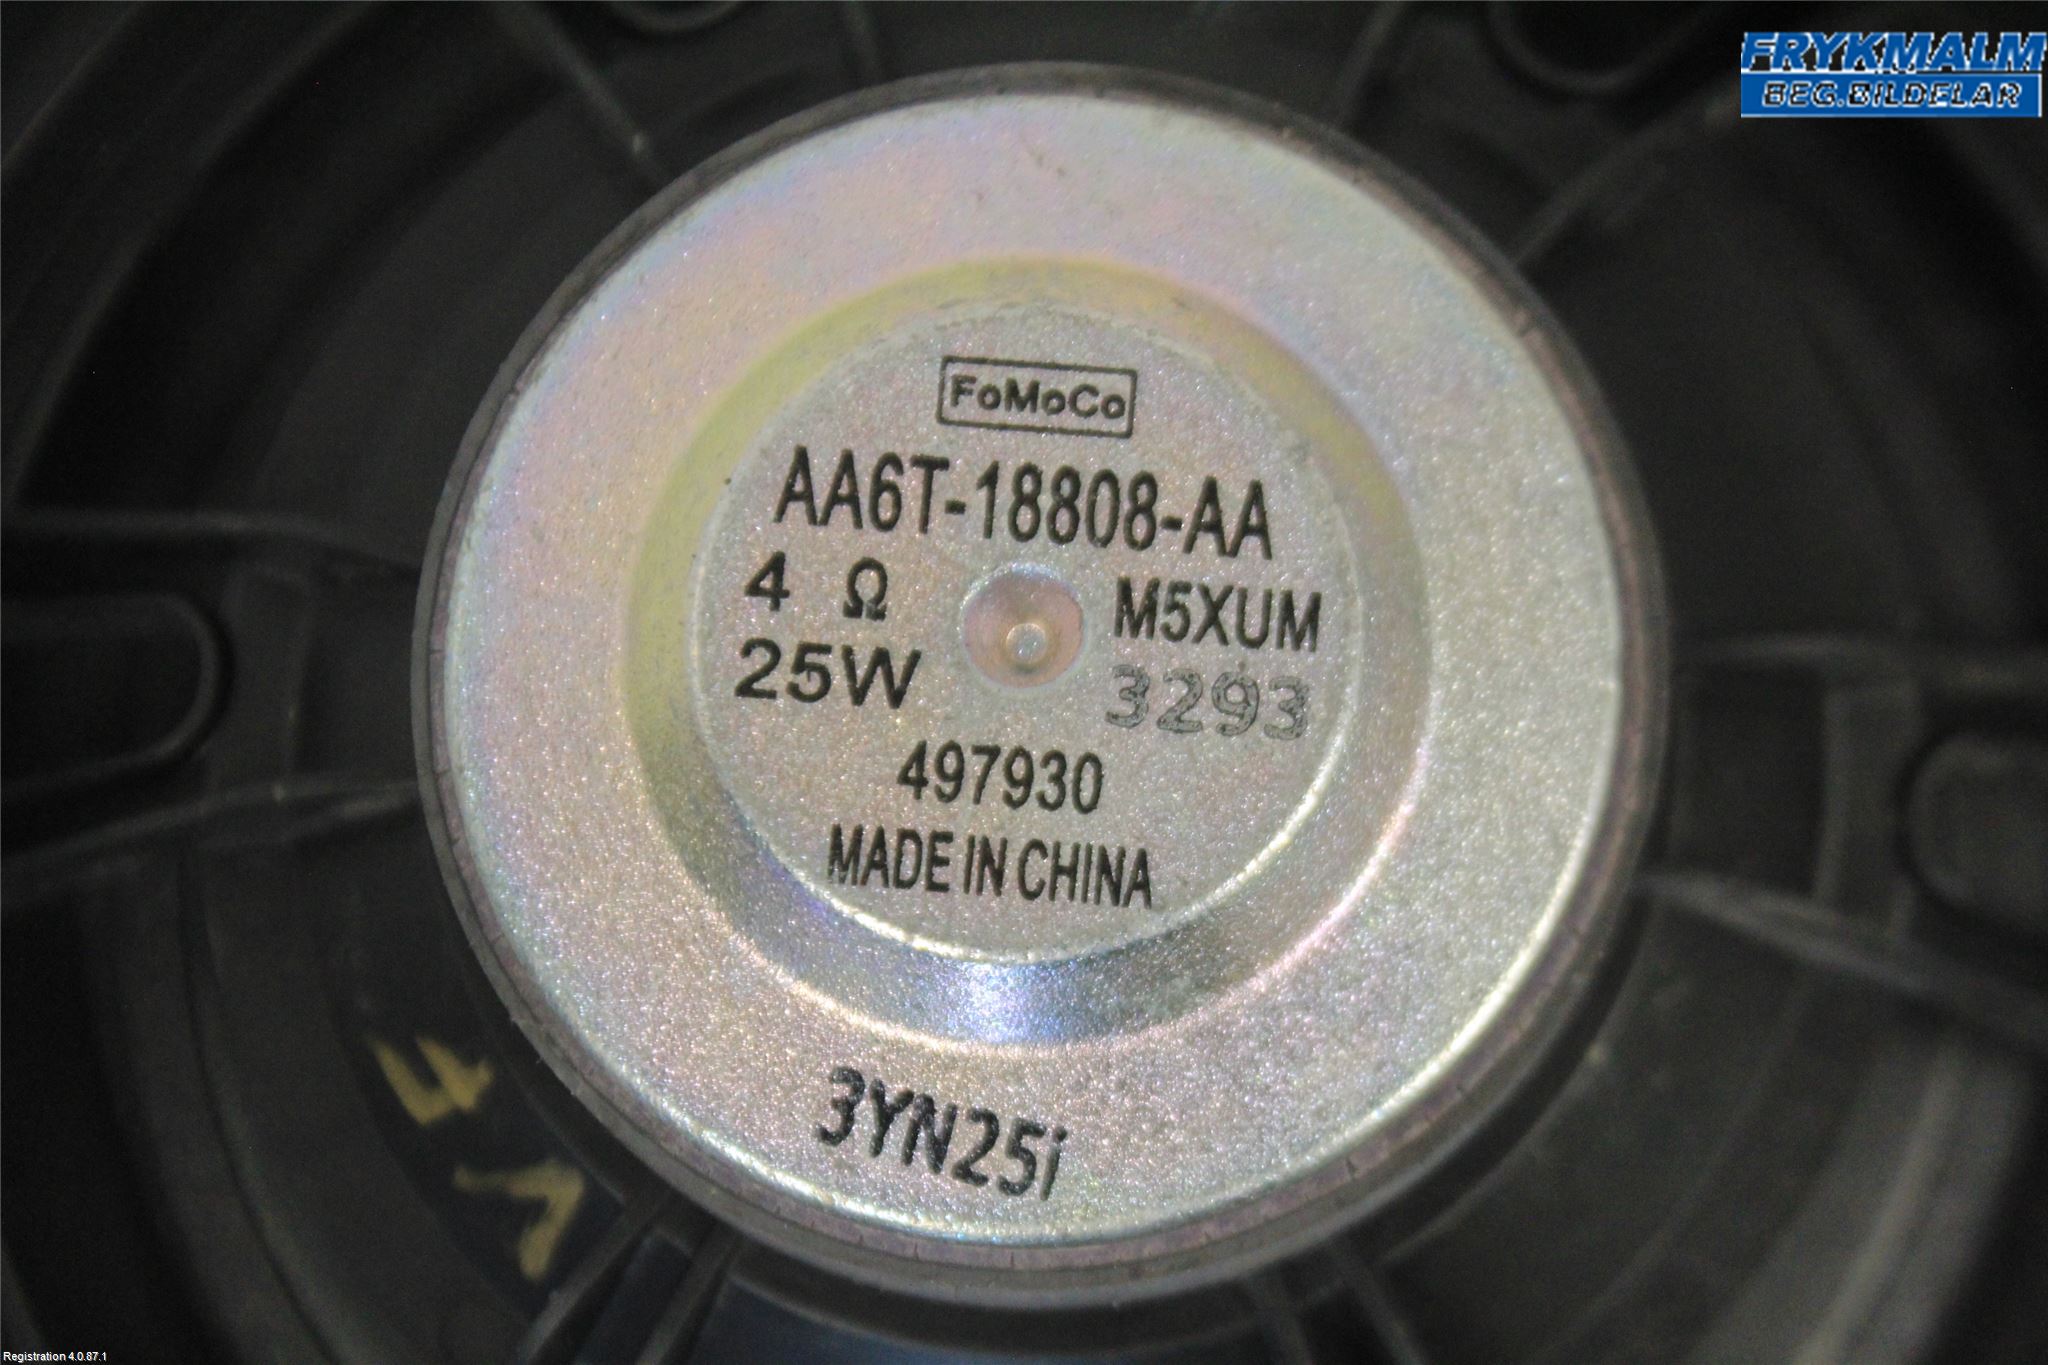 FRYKMALM
BEG.BILDELAR
FoMoCo
AA6T-18808-AA
4 Ω
M5XUM
25W
3293
497930
MADE IN CHINA
3YN25i
Registration 4.0.87.1